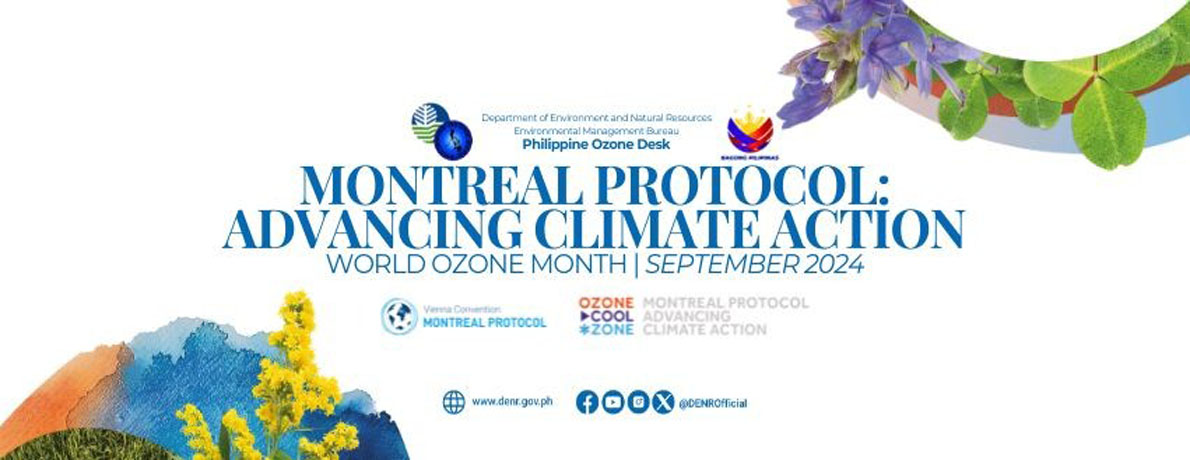 Department of Environment and Natural Resources
Environmental Management Bureau
Philippine Ozone Desk
BAGONG PILIPINAS
MONTREAL PROTOCOL:
ADVANCING CLIMATE ACTION
WORLD OZONE MONTH | SEPTEMBER 2024
Vienna Convention
MONTREAL PROTOCOL
OZONE
COOL
ZONE
MONTREAL PROTOCOL
ADVANCING
CLIMATE ACTION
www.denr.gov.ph
@DENROfficial